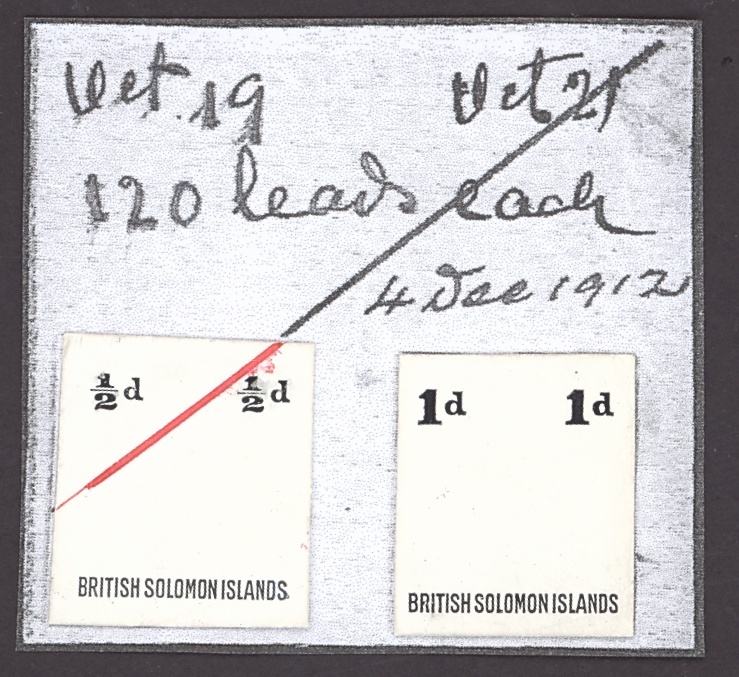 Oct. 19 Oct 21
120 leads each
4 Dec 1912
½d ½d 1d 1d
BRITISH SOLOMON ISLANDS. BRITISH SOLOMON ISLANDS